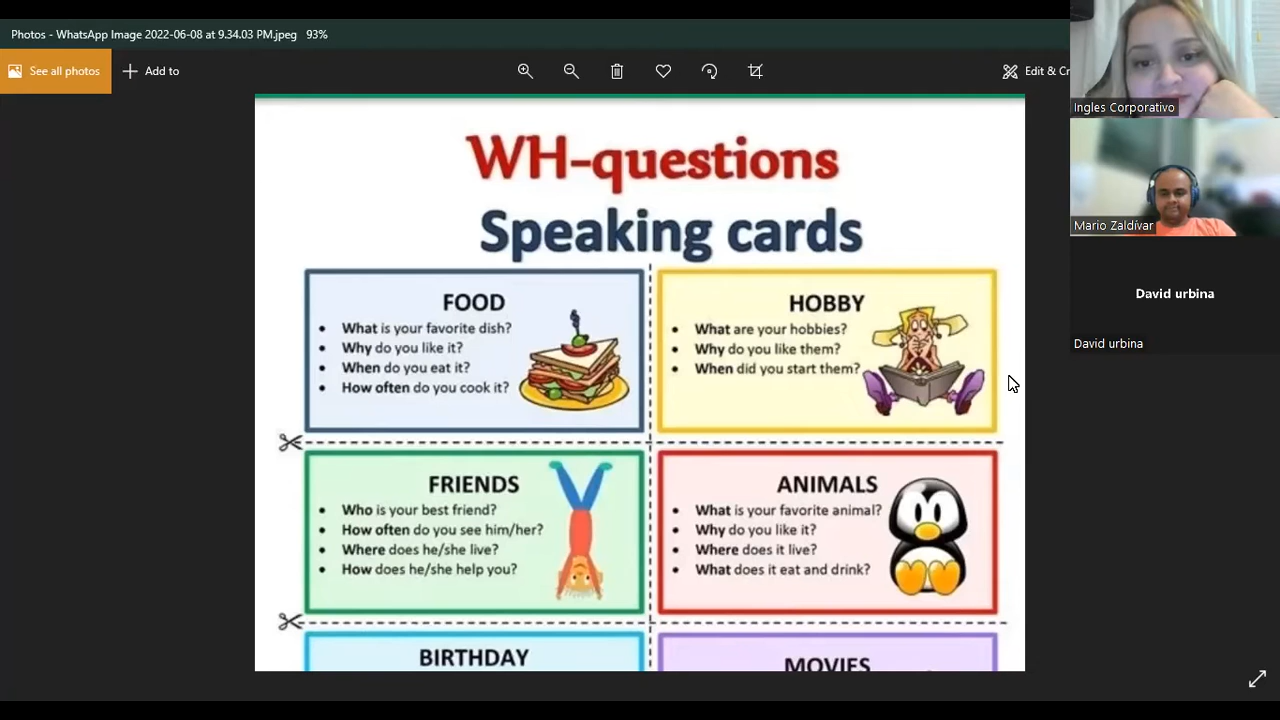 Photos - WhatsApp Image 2022-06-08 at 9.34.03 PM.jpeg 93%
See all photos
Add to
Edit & Cr
WH-questions
Speaking cards
FOOD
• What is your favorite dish?
• Why do you like it?
• When do you eat it?
• How often do you cook it?
HOBBY
• What are your hobbies?
• Why do you like them?
• When did you start them?
FRIENDS
• Who is your best friend?
• How often do you see him/her?
• Where does he/she live?
• How does he/she help you?
ANIMALS
• What is your favorite animal?
• Why do you like it?
• Where does it live?
• What does it eat and drink?
BIRTHDAY
MOVIES
Ingles Corporativo
Mario Zaldívar
David urbina
David urbina